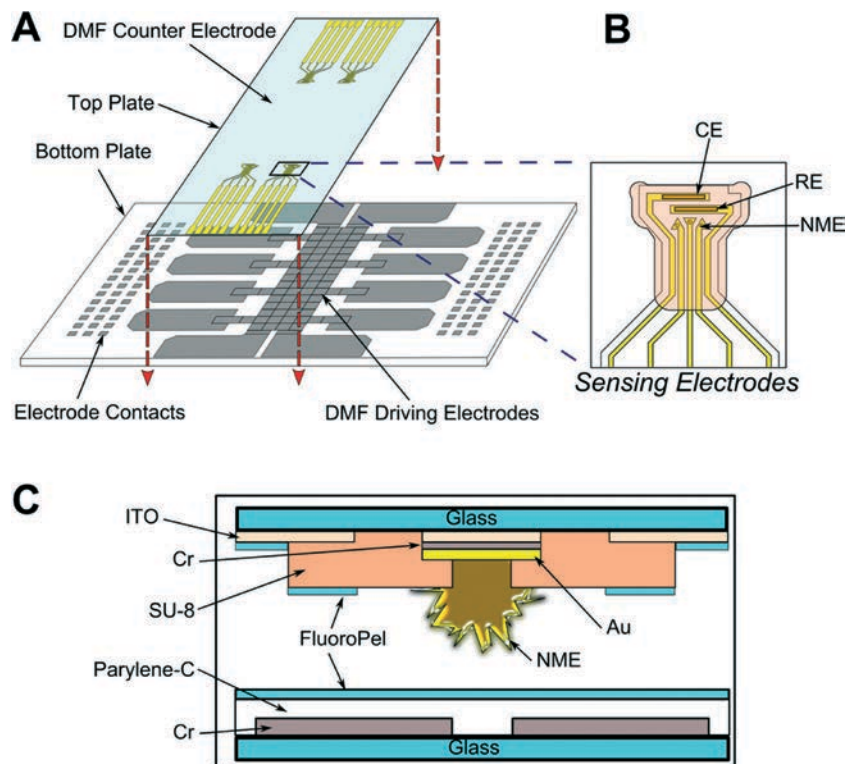 A
DMF Counter Electrode
Top Plate
Bottom Plate
Electrode Contacts
DMF Driving Electrodes
B
CE
RE
NME
Sensing Electrodes
C
Glass
ITO
Cr
SU-8
Au
FluoroPel
NME
Parylene-C
Cr
Glass